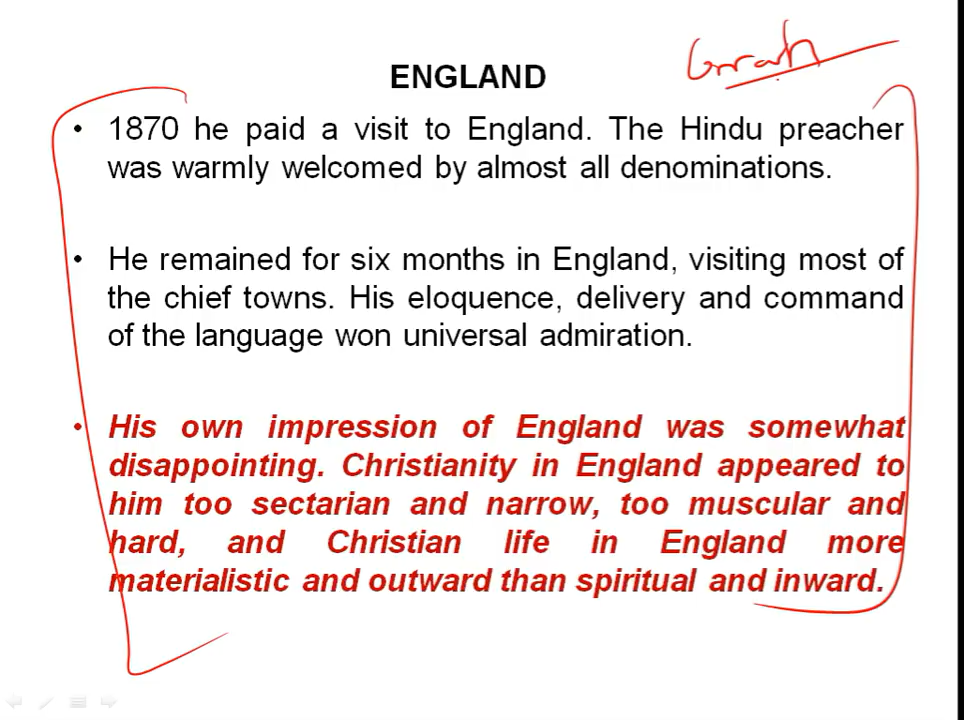 ENGLAND
• 1870 he paid a visit to England. The Hindu preacher
was warmly welcomed by almost all denominations.
• He remained for six months in England, visiting most of
the chief towns. His eloquence, delivery and command
of the language won universal admiration.
• His own impression of England was somewhat
disappointing. Christianity in England appeared to
him too sectarian and narrow, too muscular and
hard, and Christian life in England more
materialistic and outward than spiritual and inward.